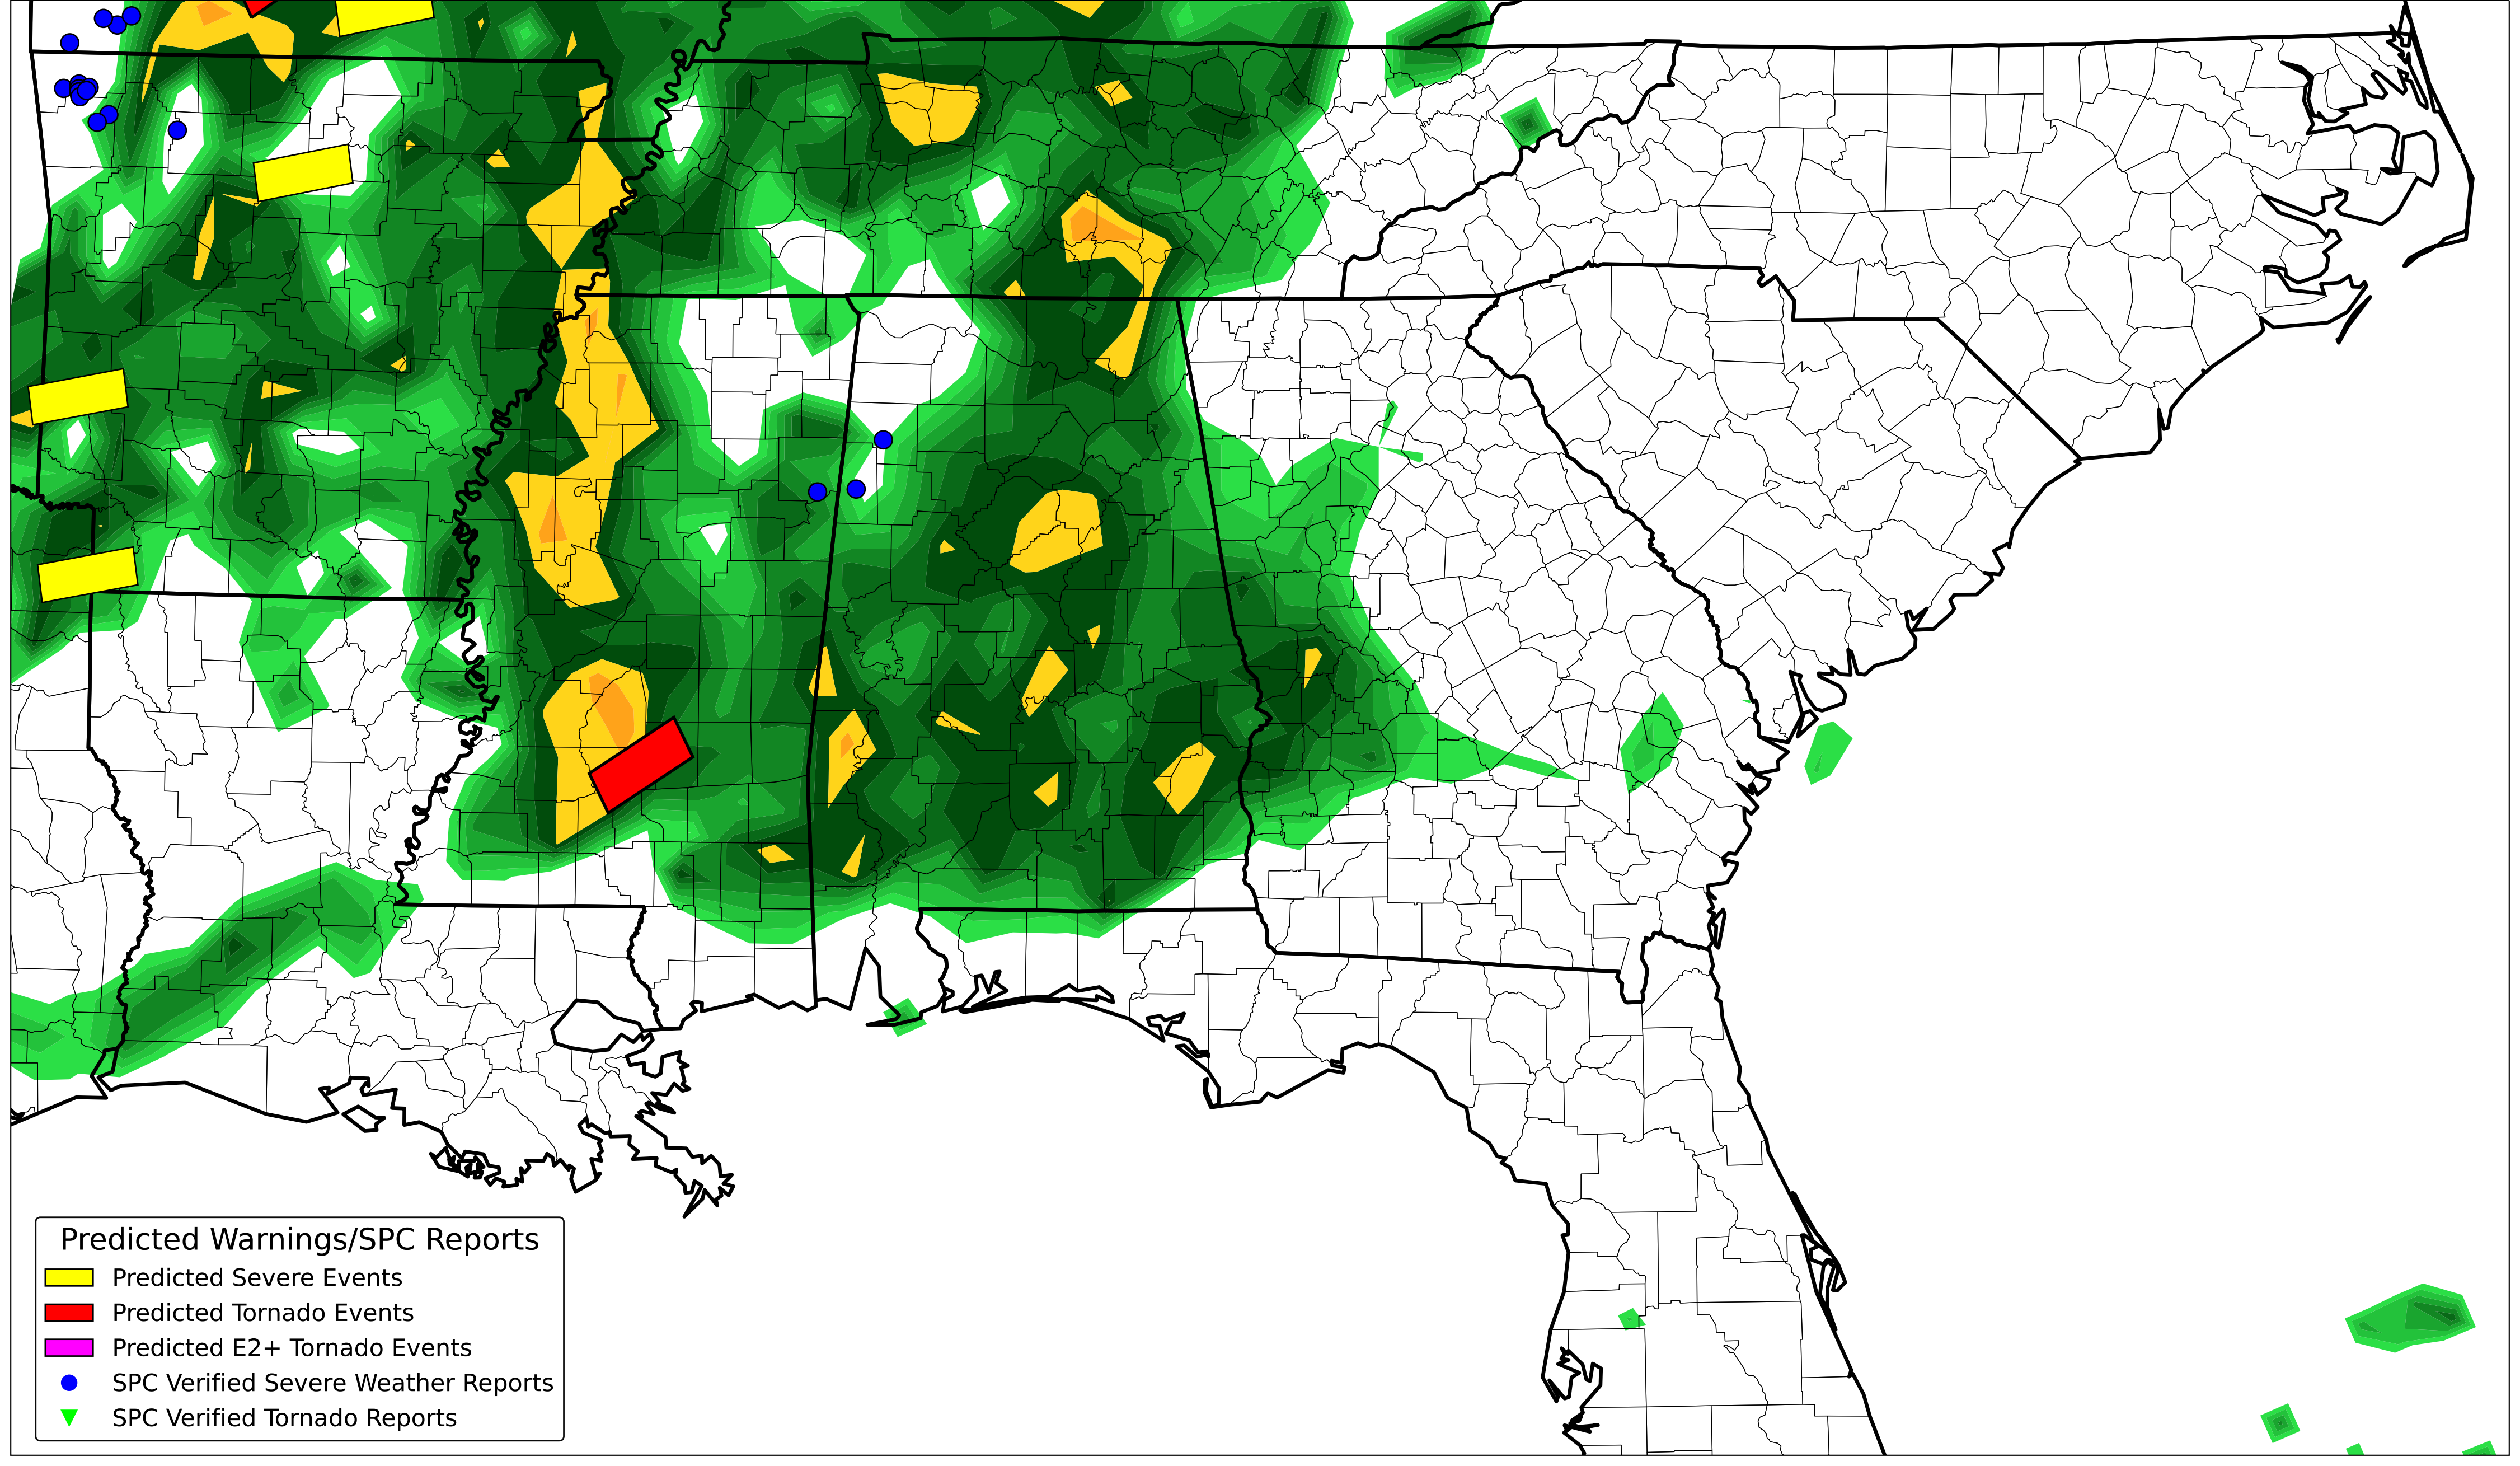 Predicted Warnings/SPC Reports
Predicted Severe Events
Predicted Tornado Events
Predicted E2+ Tornado Events
SPC Verified Severe Weather Reports
SPC Verified Tornado Reports